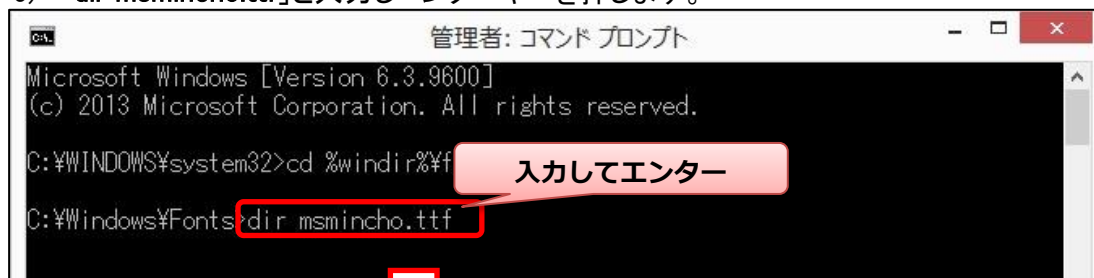 管理者: コマンド プロンプト
Microsoft Windows [Version 6.3.9600]
(c) 2013 Microsoft Corporation. All rights reserved.
C:¥WINDOWS¥system32>cd %windir%¥f
入力してエンター
C:¥Windows¥Fonts>dir msmincho.ttf